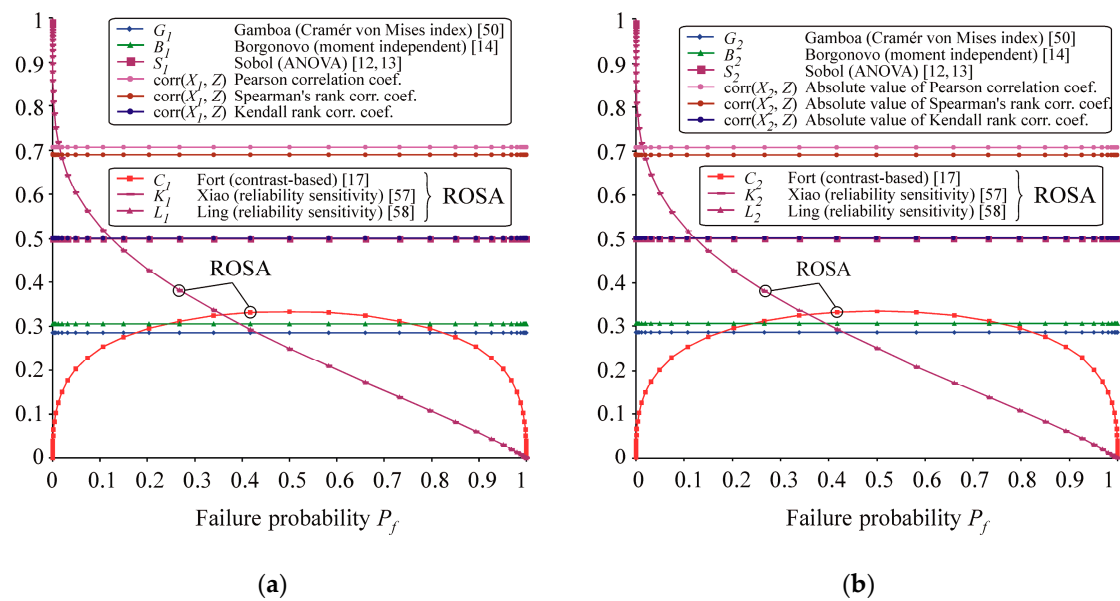 1
0.9
0.8
0.7
0.6
0.5
0.4
0.3
0.2
0.1
0
G1 Gamboa (Cramér von Mises index) [50]
B1 Borgonovo (moment independent) [14]
S1 Sobol (ANOVA) [12,13]
corr(X1, Z) Pearson correlation coef.
corr(X1, Z) Spearman's rank corr. coef.
corr(X1, Z) Kendall rank corr. coef.
C1 Fort (contrast-based) [17]
K1 Xiao (reliability sensitivity) [57]
L1 Ling (reliability sensitivity) [58]
ROSA
ROSA
0 0.1 0.2 0.3 0.4 0.5 0.6 0.7 0.8 0.9 1
Failure probability Pf
(a)
1
0.9
0.8
0.7
0.6
0.5
0.4
0.3
0.2
0.1
0
G2 Gamboa (Cramér von Mises index) [50]
B2 Borgonovo (moment independent) [14]
S2 Sobol (ANOVA) [12,13]
corr(X2, Z) Absolute value of Pearson correlation coef.
corr(X2, Z) Absolute value of Spearman's rank corr. coef.
corr(X2, Z) Absolute value of Kendall rank corr. coef.
C2 Fort (contrast-based) [17]
K2 Xiao (reliability sensitivity) [57]
L2 Ling (reliability sensitivity) [58]
ROSA
ROSA
0 0.1 0.2 0.3 0.4 0.5 0.6 0.7 0.8 0.9 1
Failure probability Pf
(b)